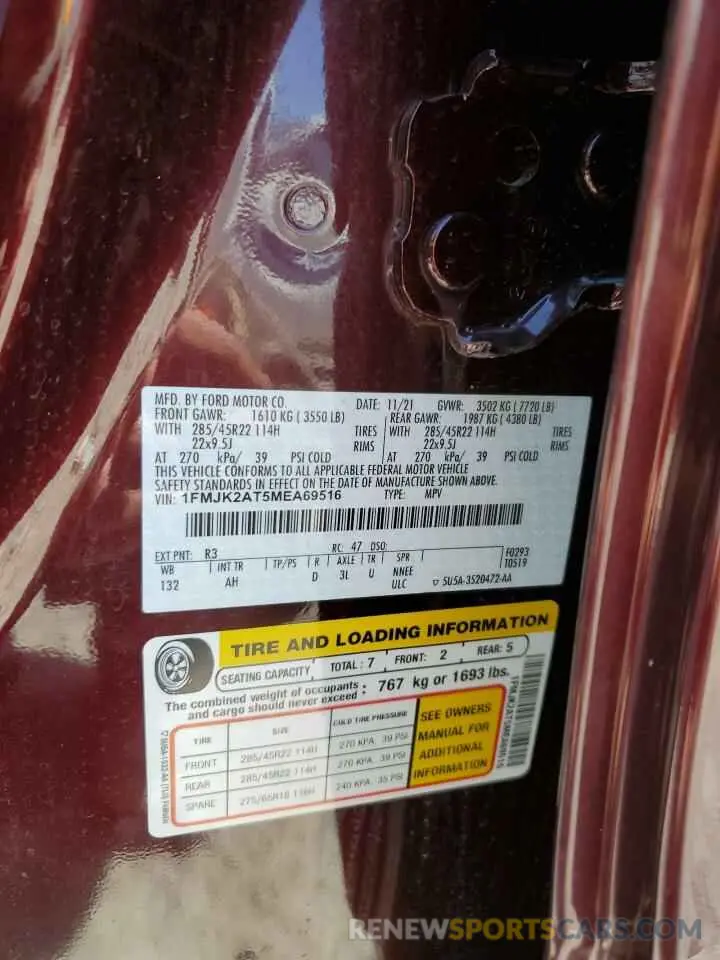 MFD. BY FORD MOTOR CO. DATE: 11/21 GVWR: 3502 KG ( 7720 LB)
FRONT GAWR: 1610 KG ( 3550 LB) REAR GAWR: 1987 KG ( 4380 LB)
WITH 285/45R22 114H TIRES WITH 285/45R22 114H TIRES
22x9.5J RIMS 22x9.5J RIMS
AT 270 kPa/ 39 PSI COLD AT 270 kPa/ 39 PSI COLD
THIS VEHICLE CONFORMS TO ALL APPLICABLE FEDERAL MOTOR VEHICLE
SAFETY STANDARDS IN EFFECT ON THE DATE OF MANUFACTURE SHOWN ABOVE.
VIN: 1FMJK2AT5MEA69516 TYPE: MPV
EXT PNT: R3 RC: 47 DSO: F0293
WB INT TR TP/PS R AXLE TR SPR T0519
132 AH D 3L U NNEE
ULC 5U5A-3520472-AA
TIRE AND LOADING INFORMATION
SEATING CAPACITY TOTAL : 7 FRONT: 2 REAR: 5
The combined weight of occupants and cargo should never exceed : 767 kg or 1693 lbs.
TIRE SIZE COLD TIRE PRESSURE
FRONT 285/45R22 114H 270 KPA, 39 PSI
REAR 285/45R22 114H 270 KPA, 39 PSI
SPARE 275/65R18 116H 240 KPA, 35 PSI
SEE OWNERS
MANUAL FOR
ADDITIONAL
INFORMATION
RENEWSPORTSCARS.COM